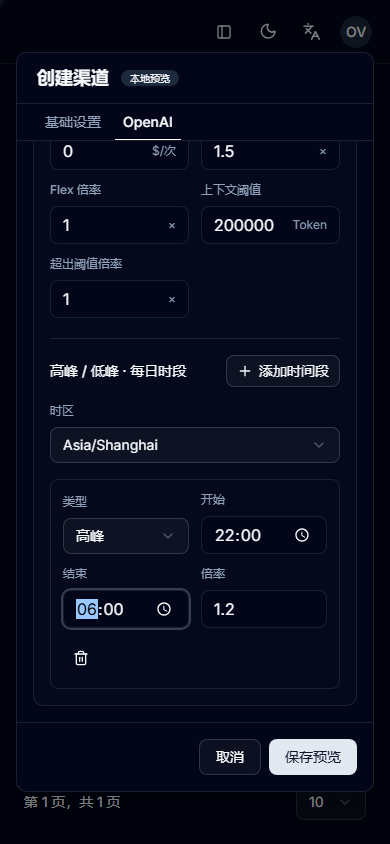 OV
创建渠道 本地预览
基础设置 OpenAI
0 $/次 1.5 ×
Flex 倍率 上下文阈值
1 × 200000 Token
超出阈值倍率
1 ×
高峰 / 低峰 · 每日时段 + 添加时间段
时区
Asia/Shanghai
类型 开始
高峰 22:00
结束 倍率
06:00 1.2
取消 保存预览
第 1 页，共 1 页 10